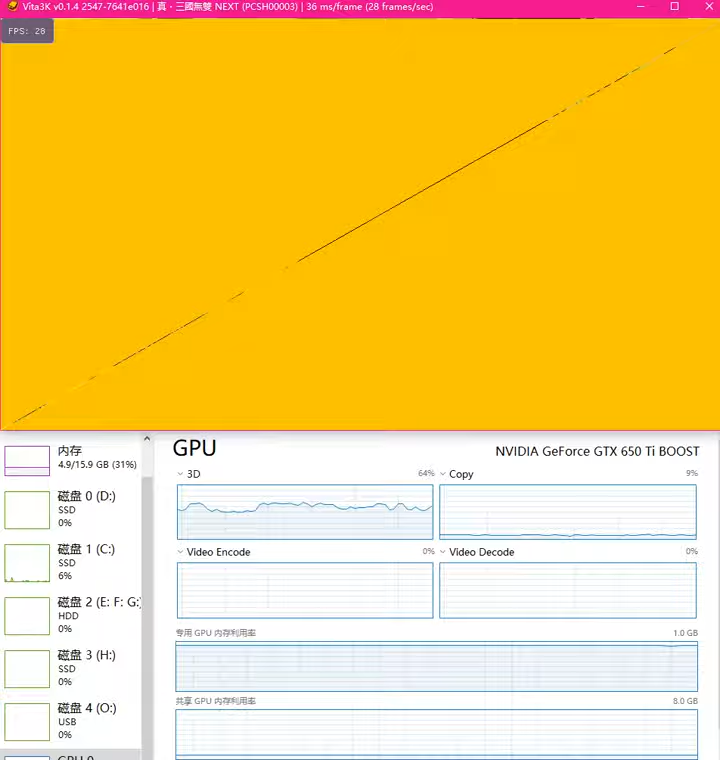 Vita3K v0.1.4 2547-7641e016 | 真・三國無雙 NEXT (PCSH00003) | 36 ms/frame (28 frames/sec)
FPS: 28
内存
4.9/15.9 GB (31%)
磁盘 0 (D:)
SSD
0%
磁盘 1 (C:)
SSD
6%
磁盘 2 (E: F: G:)
HDD
0%
磁盘 3 (H:)
SSD
0%
磁盘 4 (O:)
USB
0%
GPU 0
GPU
NVIDIA GeForce GTX 650 Ti BOOST
3D 64%
Copy 9%
Video Encode 0%
Video Decode 0%
专用 GPU 内存利用率 1.0 GB
共享 GPU 内存利用率 8.0 GB